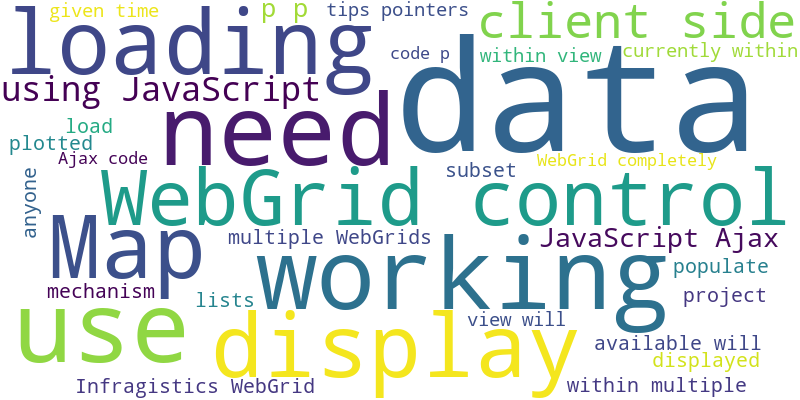 given time
p p
tips pointers
client side
loading
code p
within view
currently within
data
using JavaScript
need
load
plotted
Ajax code
subset
WebGrid completely
anyone
WebGrid control
Map
multiple WebGrids
JavaScript Ajax
working
populate
mechanism
lists
project
use
display
view will
available will
displayed
Infragistics WebGrid
within multiple